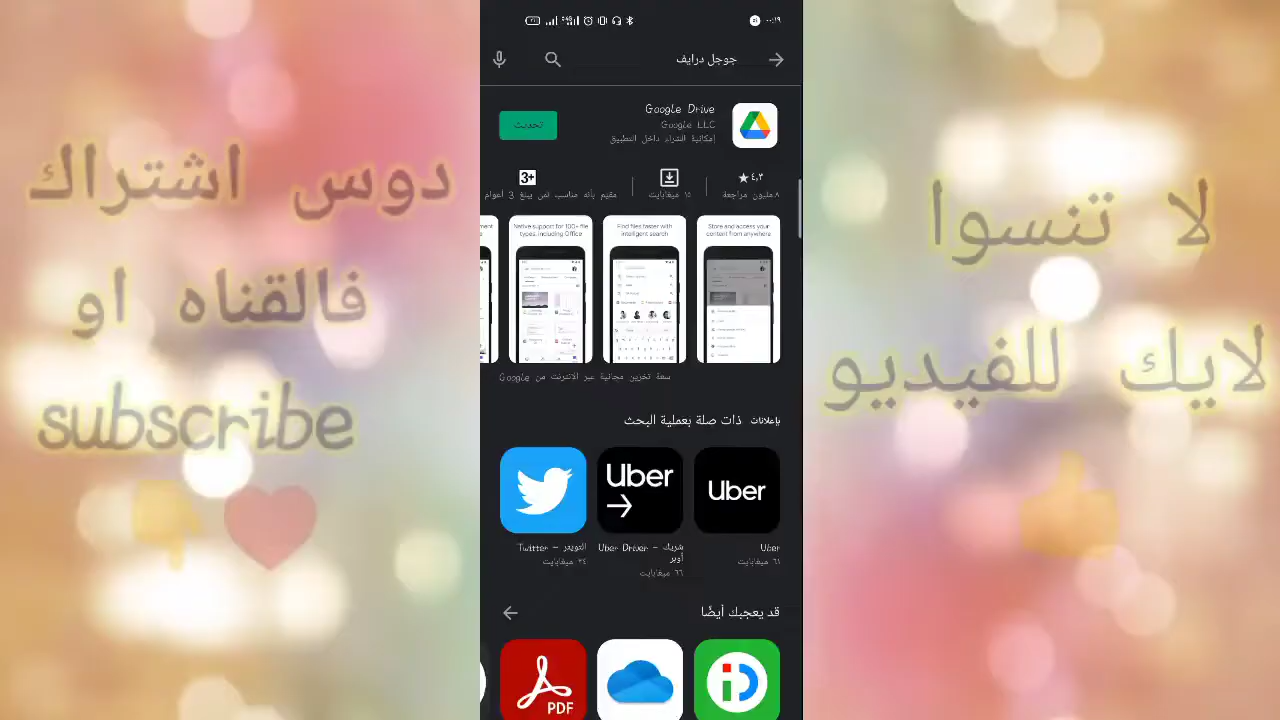 دوس اشتراك
فالقناه او
subscribe
لا تنسوا
لايك للفيديو
٠٠:١٩
جوجل درايف
Google Drive
Google LLC
إمكانية الشراء داخل التطبيق
تحديث
٤٫٣
٨ مليون مراجعة
١٥ ميغابايت
3+
مقيم بأنه مناسب لمن يبلغ 3 أعوام
Store and access your
content from anywhere
Find files faster with
intelligent search
Native support for 100+ file
types, including Office
سعة تخزين مجانية عبر الانترنت من Google
إعلانات ذات صلة بعملية البحث
Uber
Uber
Uber
Uber
٦١ ميغابايت
Uber Driver – شريك
أوبر
٦٦ ميغابايت
Twitter – التويتر
٣٤ ميغابايت
قد يعجبك أيضًا
PDF